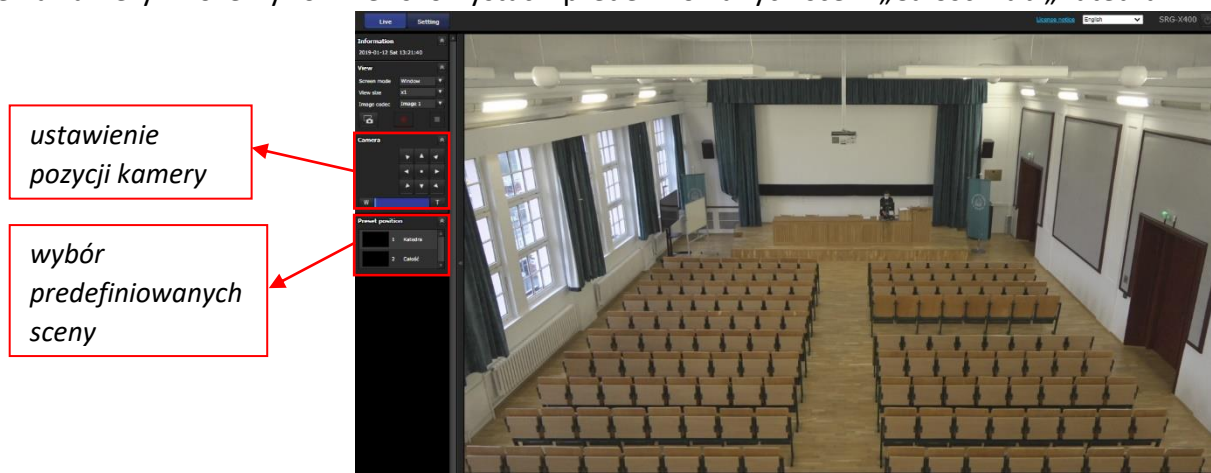 Live Setting License notice English SRG-X400
Information
2019-01-12 Sat 13:21:40
View
Screen mode Window
View size x1
Image codec Image 1
ustawienie
pozycji kamery
Camera
W T
Preset position
1 Katedra
2 Całość
wybór
predefiniowanych
sceny